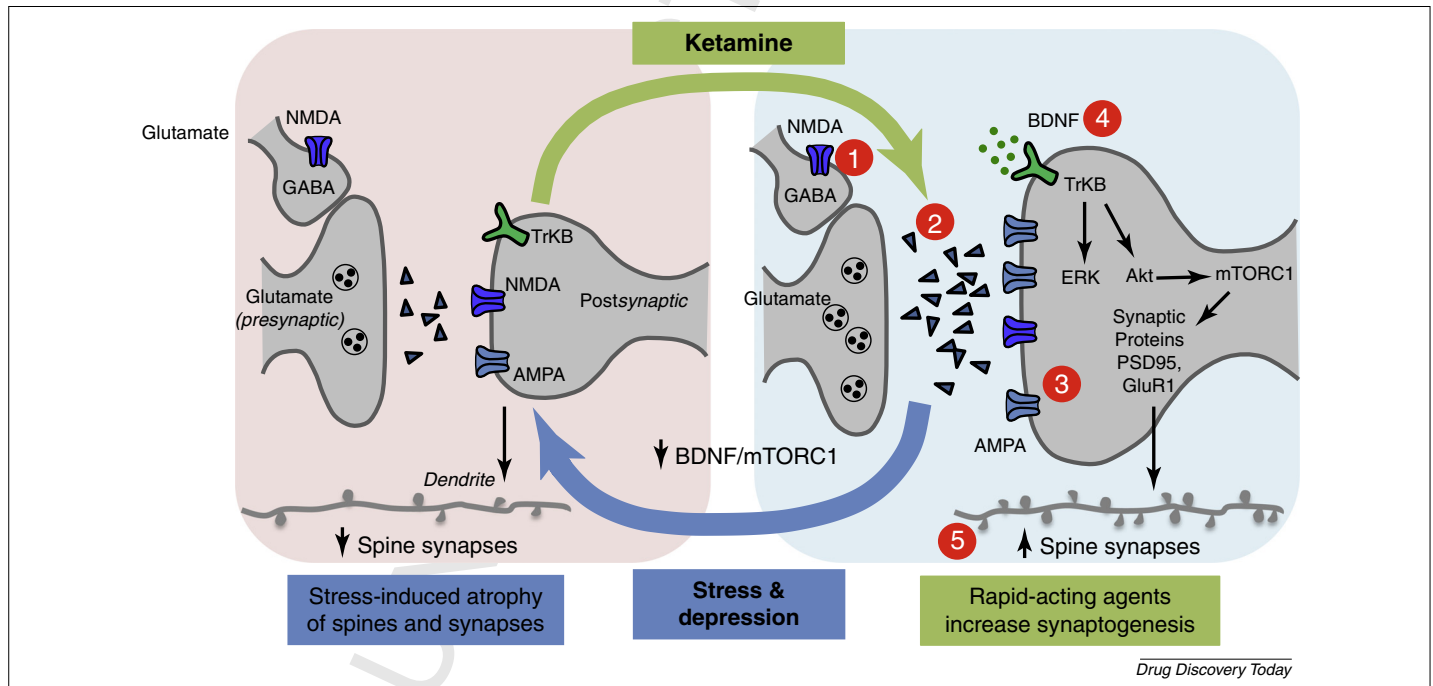 Ketamine
Glutamate
NMDA
GABA
Glutamate
(presynaptic)
TrKB
NMDA
AMPA
Postsynaptic
Dendrite
Spine synapses
Stress-induced atrophy
of spines and synapses
BDNF/mTORC1
Stress &
depression
NMDA
1
GABA
Glutamate
2
BDNF 4
TrKB
ERK
Akt
mTORC1
Synaptic
Proteins
PSD95,
GluR1
3
AMPA
5
Spine synapses
Rapid-acting agents
increase synaptogenesis
Drug Discovery Today